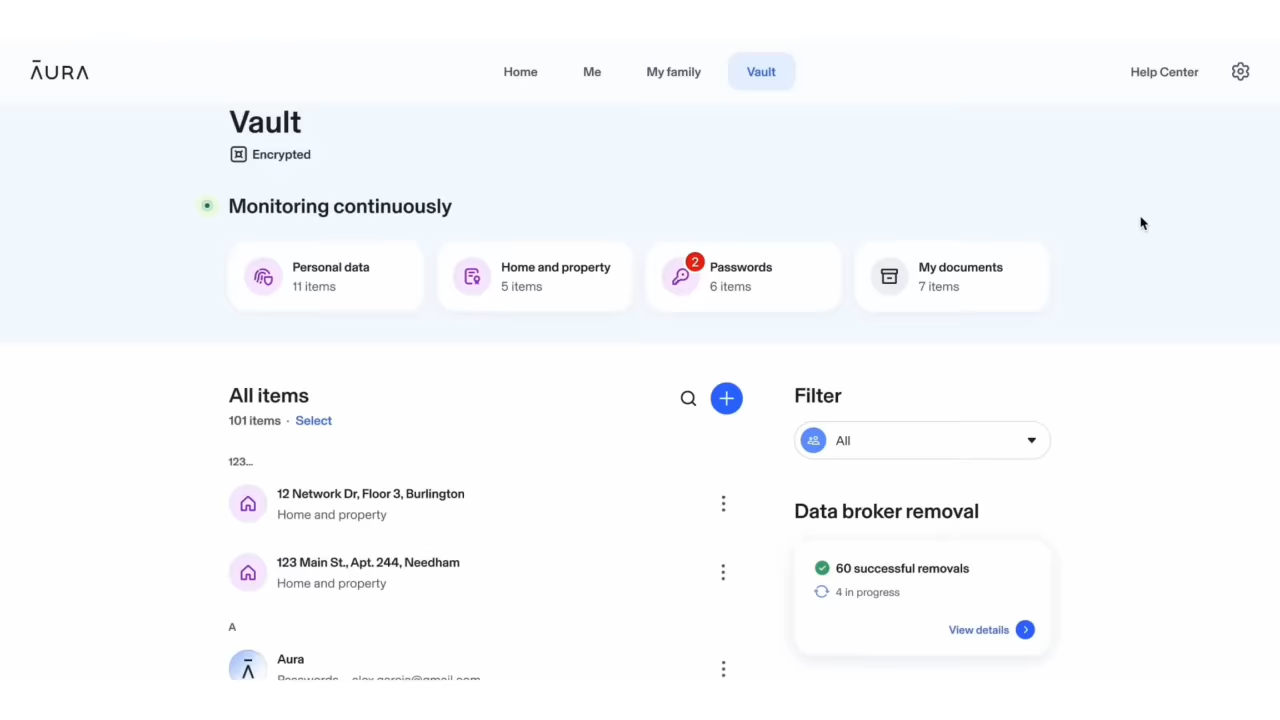 ĀURA
Home
Me
My family
Vault
Help Center
Vault
Encrypted
Monitoring continuously
Personal data
11 items
Home and property
5 items
2
Passwords
6 items
My documents
7 items
All items
101 items · Select
Filter
All
123...
12 Network Dr, Floor 3, Burlington
Home and property
123 Main St., Apt. 244, Needham
Home and property
Data broker removal
60 successful removals
4 in progress
View details
A
Ā
Aura
Passwords